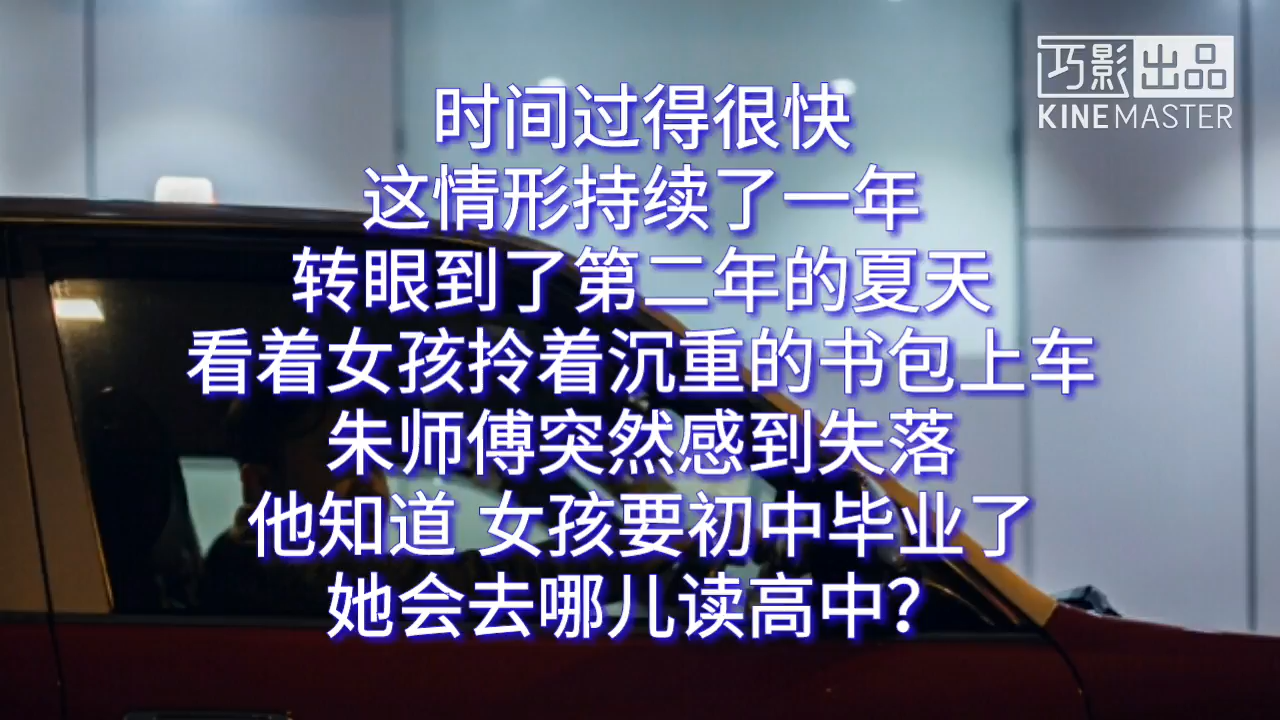 巧影出品
KINEMASTER
时间过得很快
这情形持续了一年
转眼到了第二年的夏天
看着女孩拎着沉重的书包上车
朱师傅突然感到失落
他知道 女孩要初中毕业了
她会去哪儿读高中？